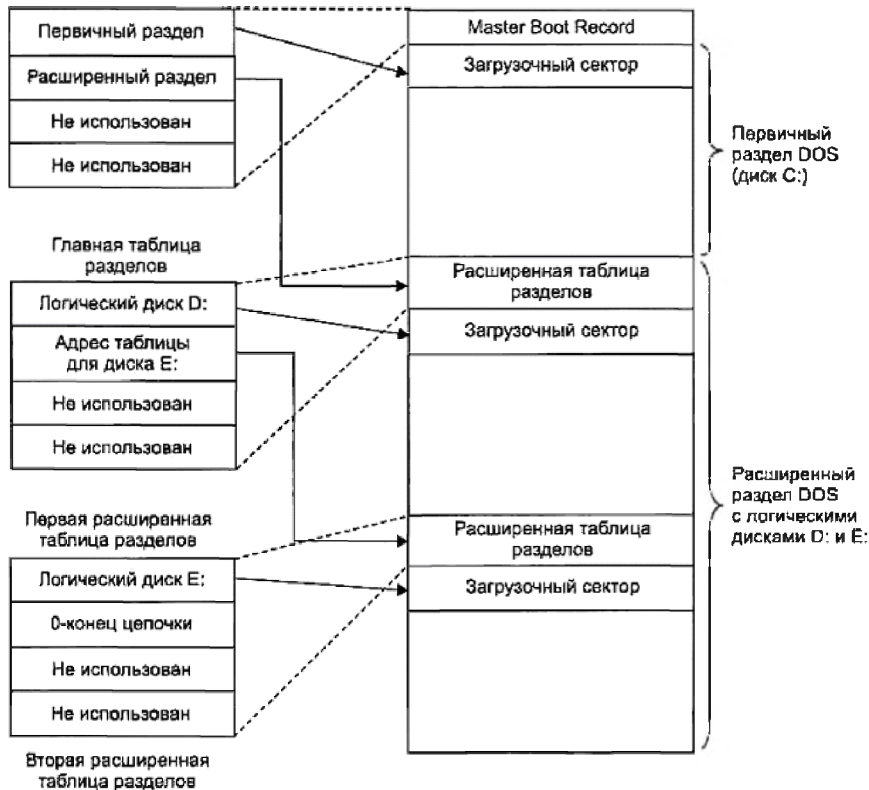 Первичный раздел
Расширенный раздел
Не использован
Не использован
Главная таблица
разделов
Логический диск D:
Адрес таблицы
для диска E:
Не использован
Не использован
Первая расширенная
таблица разделов
Логический диск E:
0-конец цепочки
Не использован
Не использован
Вторая расширенная
таблица разделов
Master Boot Record
Загрузочный сектор
Расширенная таблица
разделов
Загрузочный сектор
Расширенная таблица
разделов
Загрузочный сектор
Первичный
раздел DOS
(диск C:)
Расширенный
раздел DOS
с логическими
дисками D: и E: